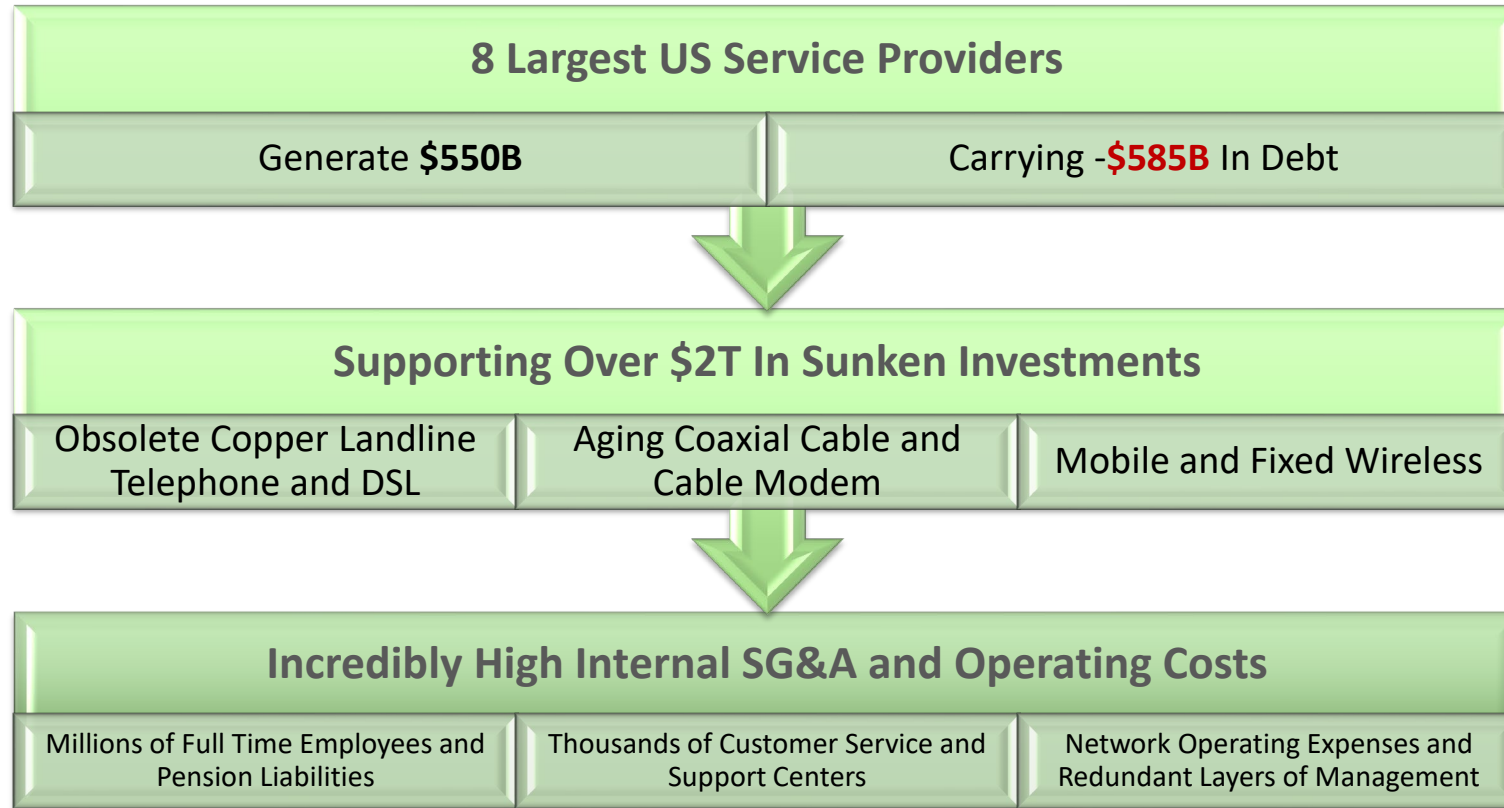 8 Largest US Service Providers
Generate $550B
Carrying -$585B In Debt
Supporting Over $2T In Sunken Investments
Obsolete Copper Landline
Telephone and DSL
Aging Coaxial Cable and
Cable Modem
Mobile and Fixed Wireless
Incredibly High Internal SG&A and Operating Costs
Millions of Full Time Employees and
Pension Liabilities
Thousands of Customer Service and
Support Centers
Network Operating Expenses and
Redundant Layers of Management